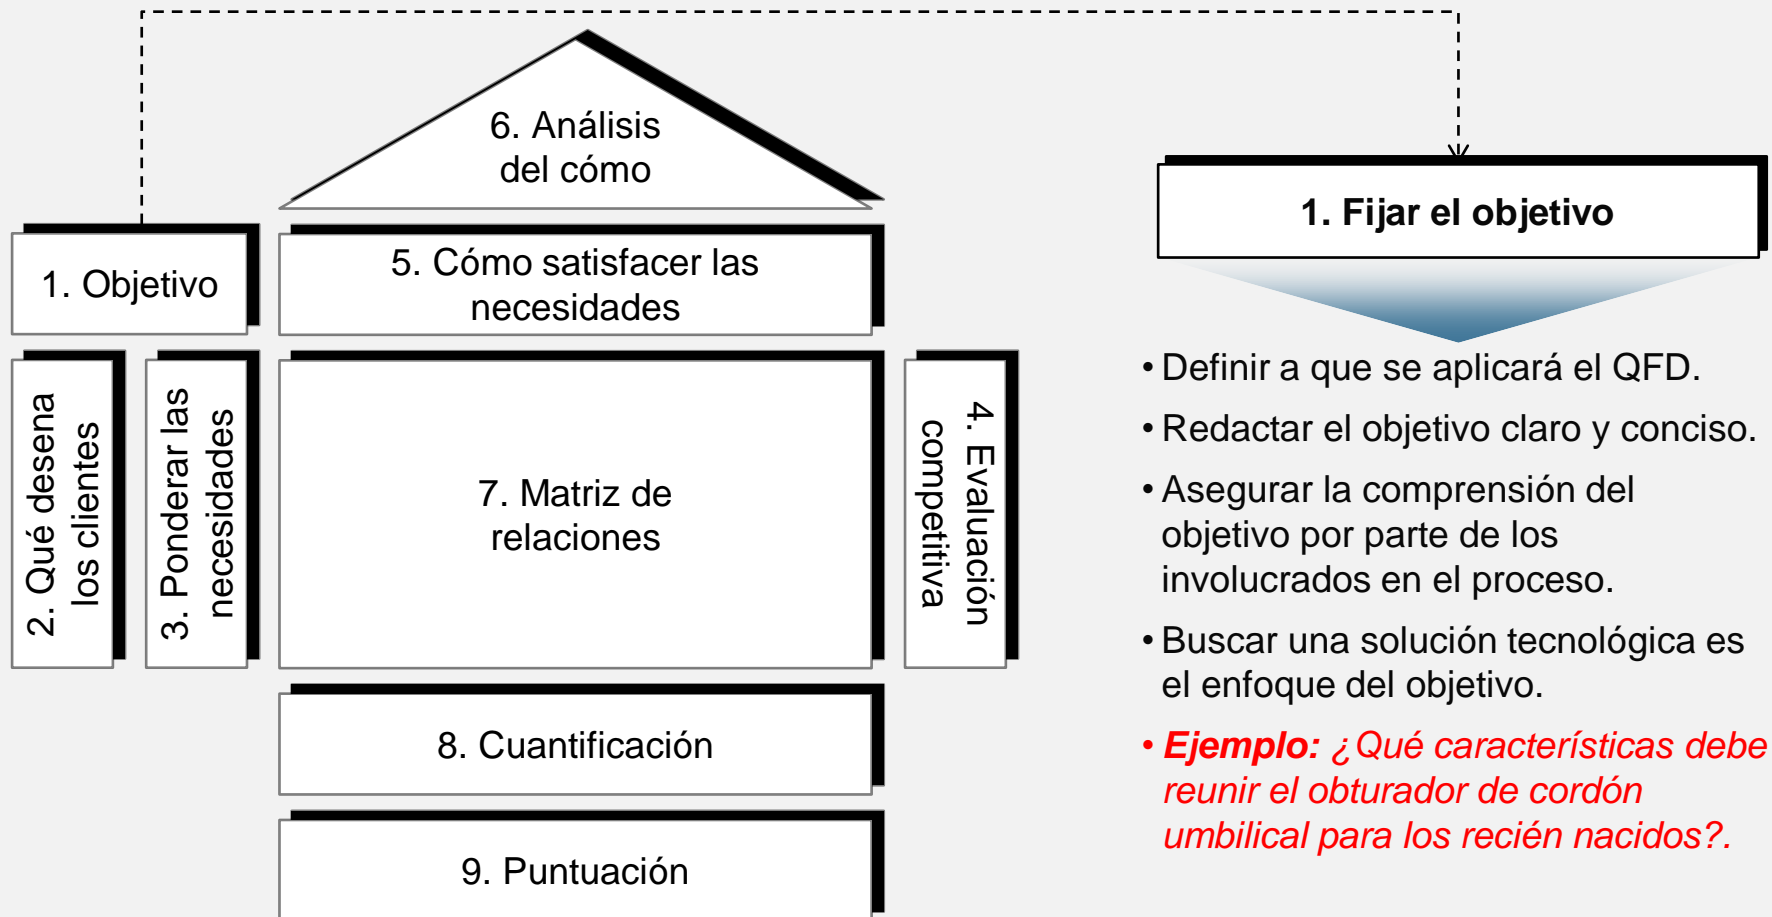 6. Análisis
del cómo
1. Objetivo
5. Cómo satisfacer las
necesidades
2. Qué desena
los clientes
3. Ponderar las
necesidades
7. Matriz de
relaciones
4. Evaluación
competitiva
8. Cuantificación
9. Puntuación
1. Fijar el objetivo
• Definir a que se aplicará el QFD.
• Redactar el objetivo claro y conciso.
• Asegurar la comprensión del
objetivo por parte de los
involucrados en el proceso.
• Buscar una solución tecnológica es
el enfoque del objetivo.
• Ejemplo: ¿Qué características debe
reunir el obturador de cordón
umbilical para los recién nacidos?.